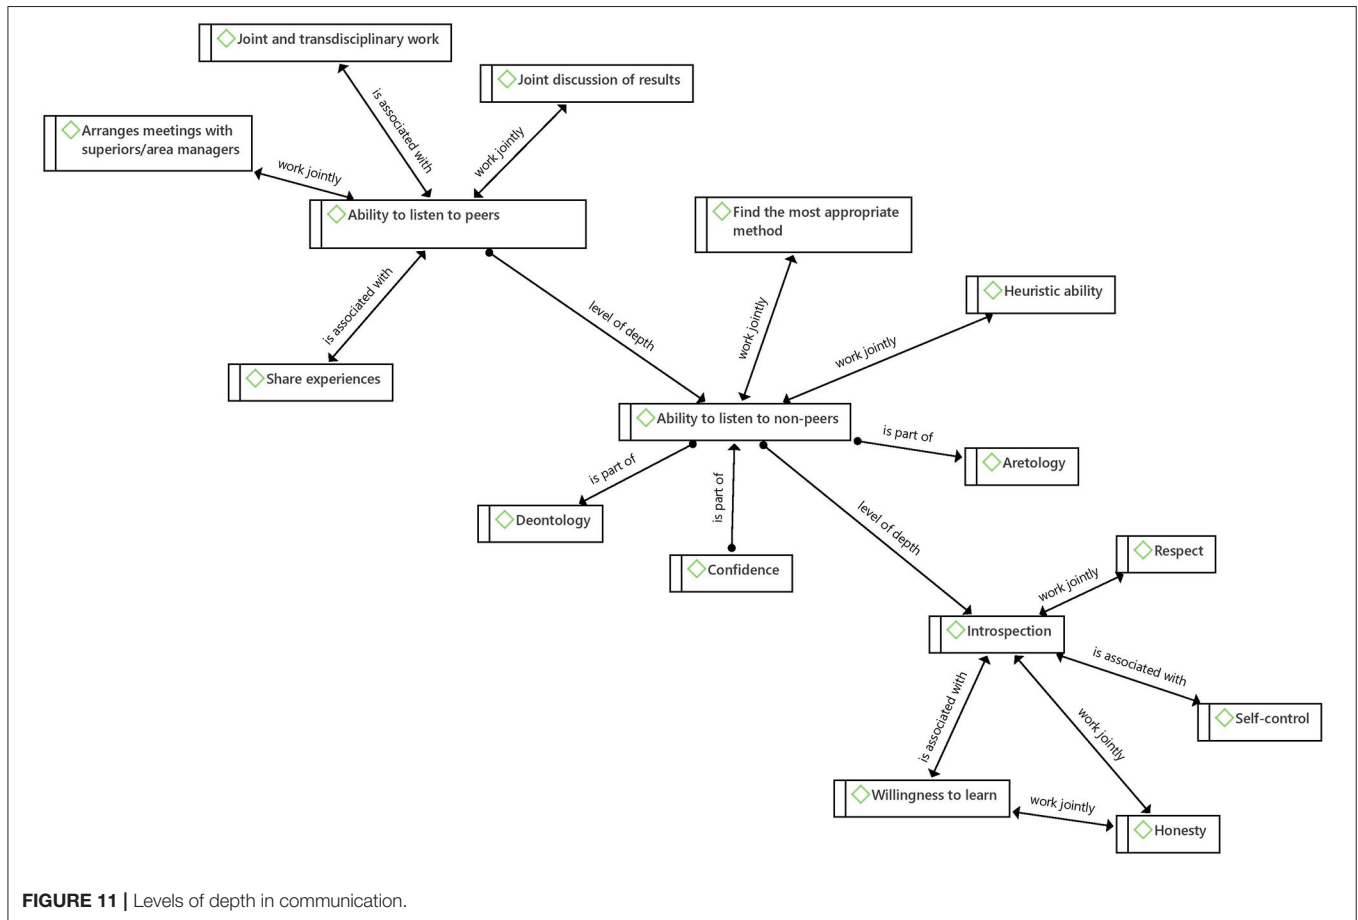 Joint and transdisciplinary work
Joint discussion of results
Arranges meetings with
superiors/area managers
is associated with
work jointly
work jointly
Ability to listen to peers
Find the most appropriate
method
is associated with
level of depth
work jointly
Heuristic ability
work jointly
Share experiences
Ability to listen to non-peers
is part of
Aretology
is part of
is part of
level of depth
Deontology
Confidence
Respect
work jointly
Introspection
is associated with
is associated with
work jointly
Self-control
Willingness to learn
work jointly
Honesty
FIGURE 11 | Levels of depth in communication.